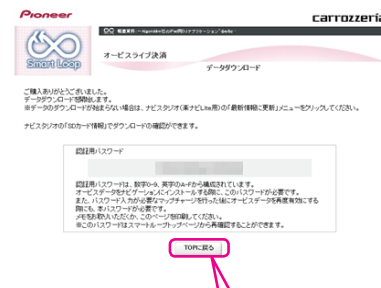 Pioneer
carrozzeria
Smart Loop
オービスライブ決済
データダウンロード
ご購入ありがとうございました。
データダウンロードを開始します。
※データのダウンロードが始まらない場合は、ナビスタジオ(楽ナビLite用)の「最新情報に更新」メニューをクリックしてください。
ナビスタジオの「SDカード情報」でダウンロードの確認ができます。
認証用パスワード
認証用パスワードは、数字0-9、英字のA-Fから構成されています。
オービスデータをナビゲーションにインストールする際に、このパスワードが必要です。
また、パスワード入力が必要なマップチャージを行った後にオービスデータを再度有効にする
際にも、本パスワードが必要です。
メモをお取りいただくか、このページを印刷してください。
※このパスワードはスマートループトップページから再確認することができます。
TOPに戻る